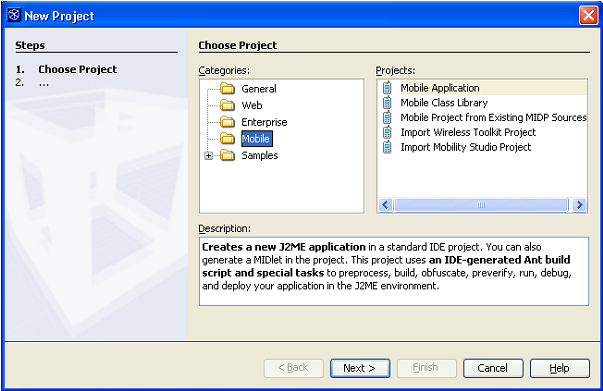 New Project
Steps
1. Choose Project
2. ...
Choose Project
Categories:
General
Web
Enterprise
Mobile
Samples
Projects:
Mobile Application
Mobile Class Library
Mobile Project from Existing MIDP Sources
Import Wireless Toolkit Project
Import Mobility Studio Project
Description:
Creates a new J2ME application in a standard IDE project. You can also
generate a MIDlet in the project. This project uses an IDE-generated Ant build
script and special tasks to preprocess, build, obfuscate, preverify, run, debug,
and deploy your application in the J2ME environment.
< Back
Next >
Finish
Cancel
Help